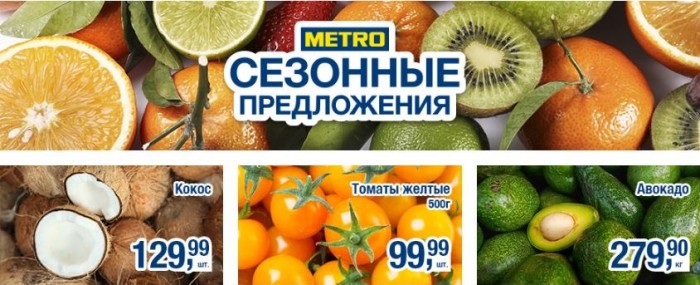 METRO
СЕЗОННЫЕ
ПРЕДЛОЖЕНИЯ
Кокос
129,99
шт.
Томаты желтые
500г
99,99
шт.
Авокадо
279,90
кг